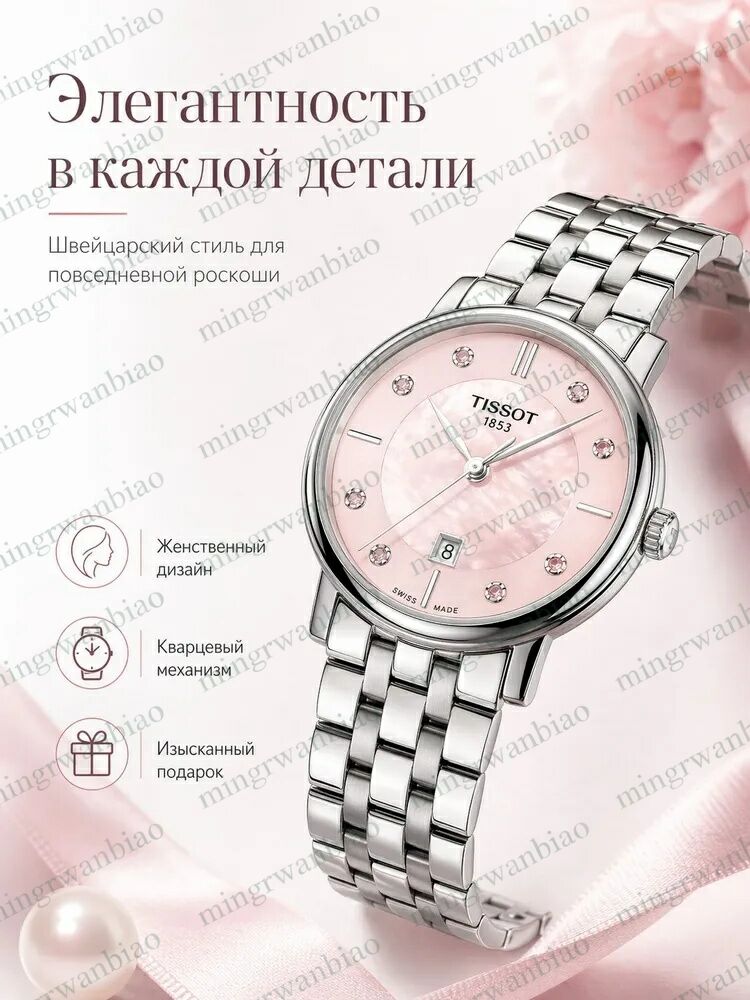 Элегантность
в каждой детали
Швейцарский стиль для
повседневной роскоши
TISSOT
1853
8
SWISS MADE
Женственный
дизайн
Кварцевый
механизм
Изысканный
подарок
mingrwanbiao